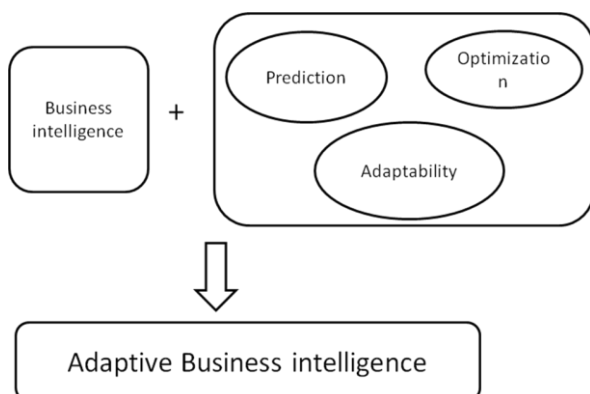 Business
intelligence
+
Prediction
Optimizatio
n
Adaptability
Adaptive Business intelligence